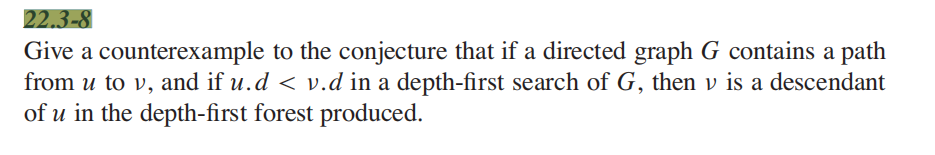 22.3-8
Give a counterexample to the conjecture that if a directed graph G contains a path
from u to v, and if u.d < v.d in a depth-first search of G, then v is a descendant
of u in the depth-first forest produced.